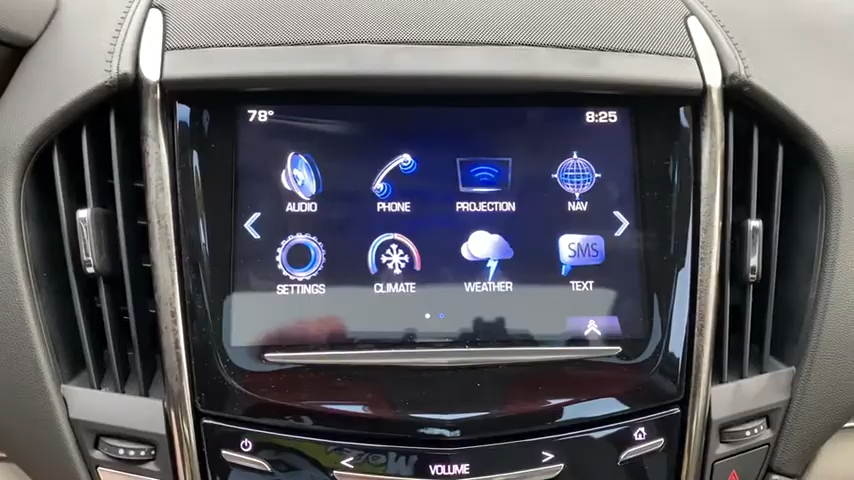 78° 8:25
AUDIO PHONE PROJECTION NAV
SMS
SETTINGS CLIMATE WEATHER TEXT
VOLUME